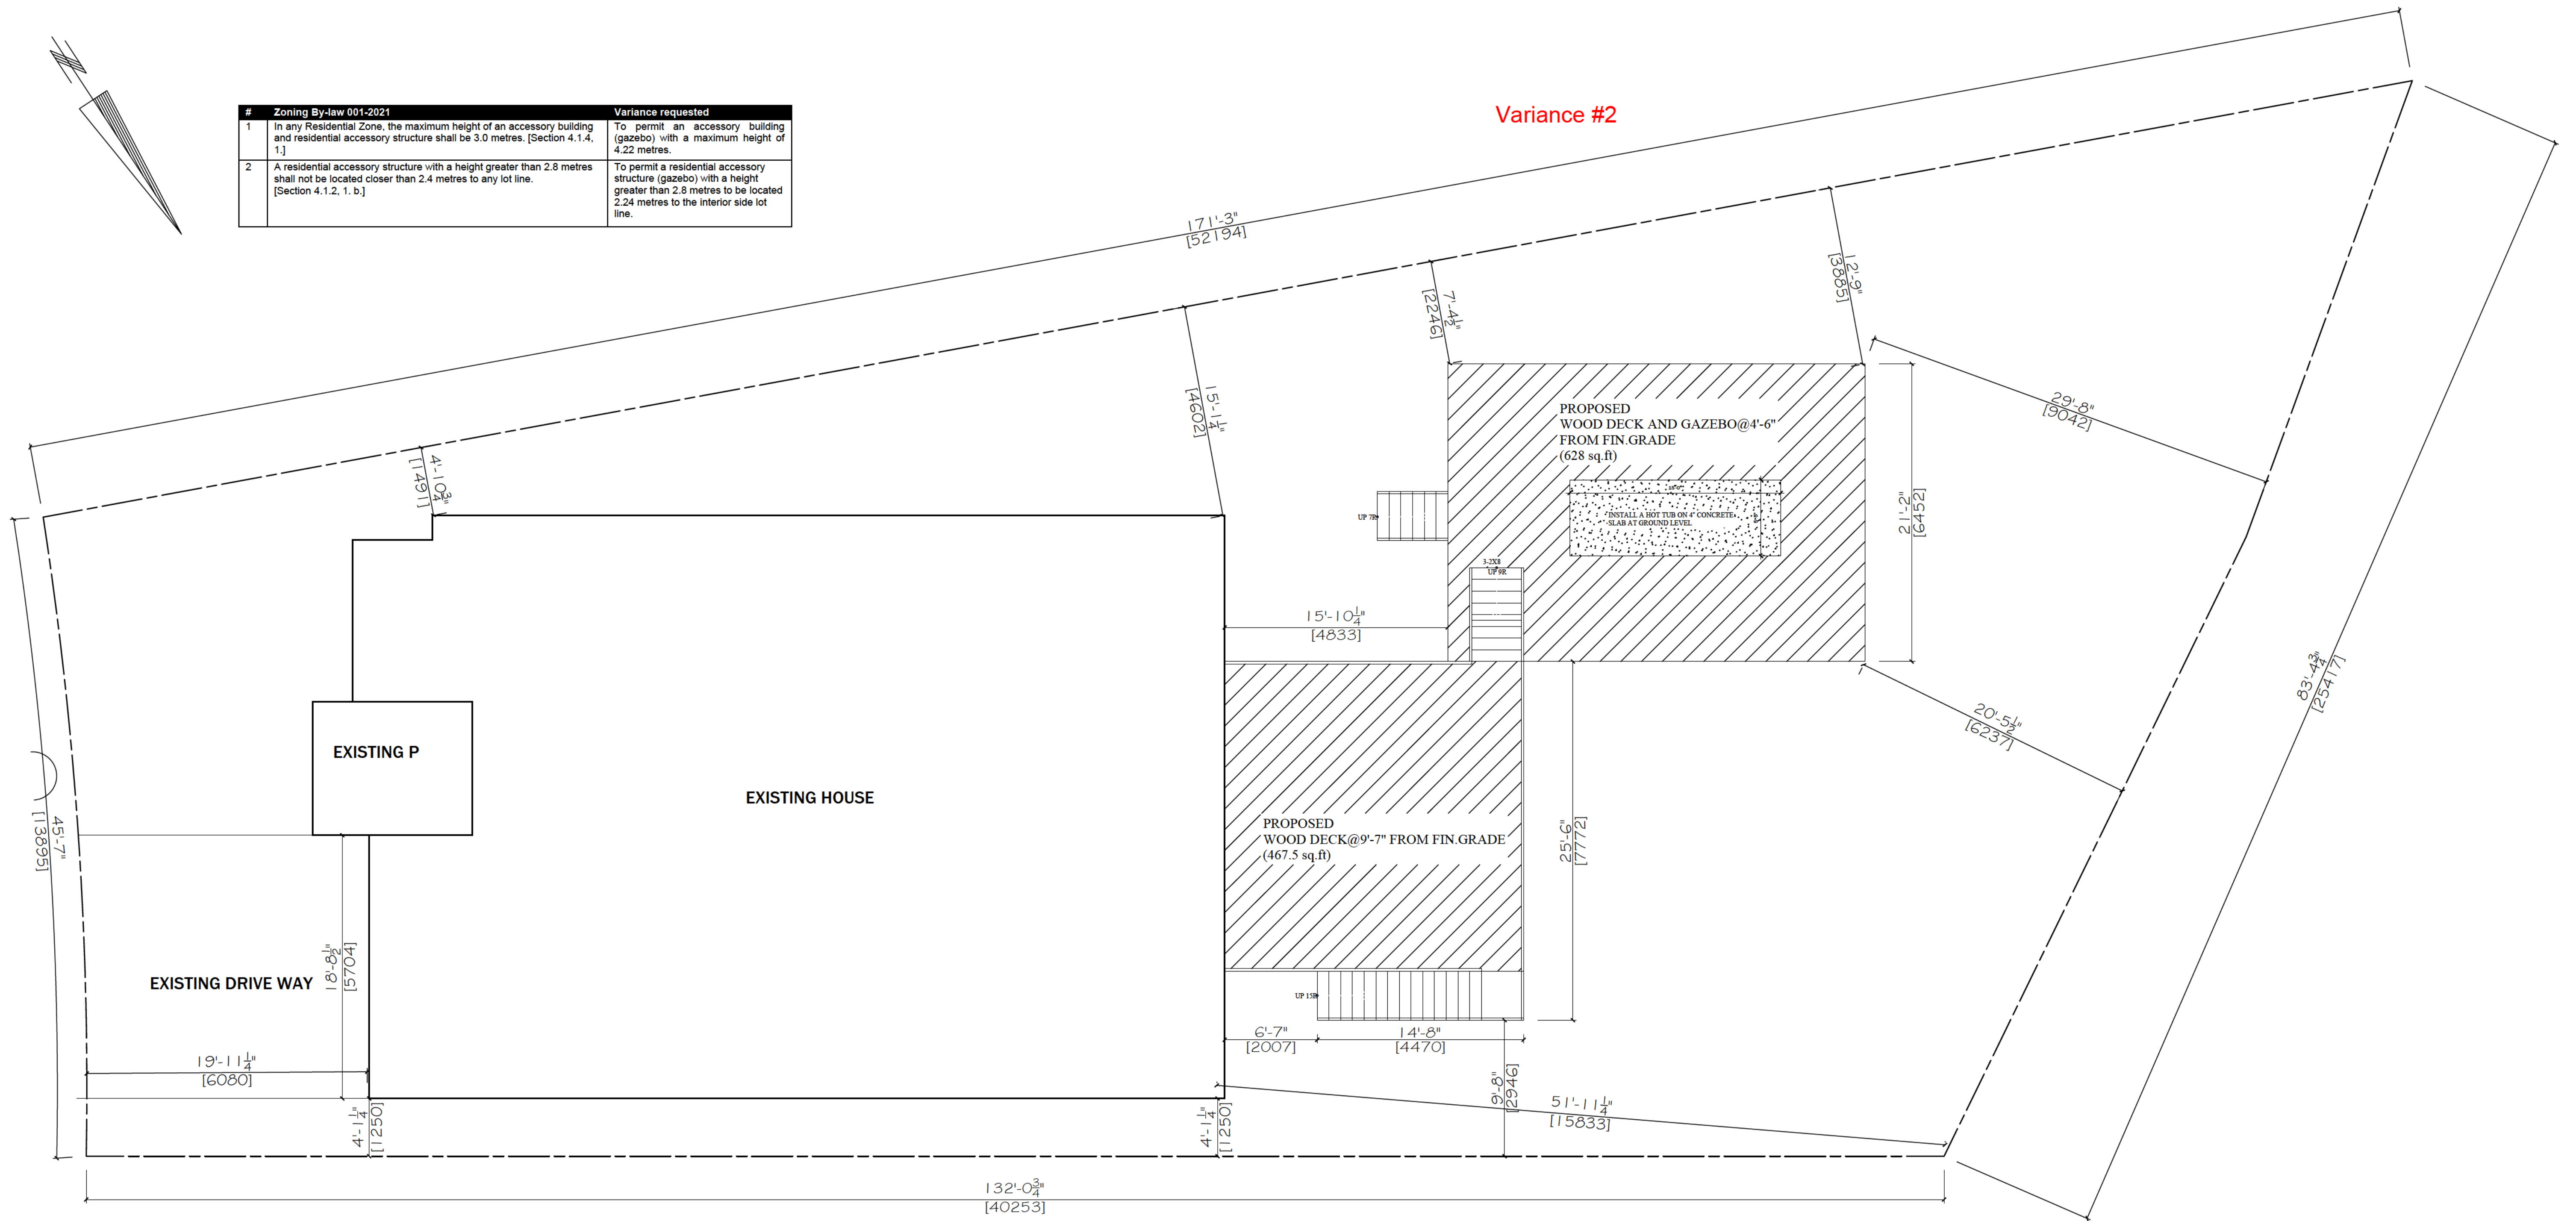 Variance #2
# Zoning By-law 001-2021 Variance requested
1 In any Residential Zone, the maximum height of an accessory building
and residential accessory structure shall be 3.0 metres. [Section 4.1.4,
1.]
To permit an accessory building
(gazebo) with a maximum height of
4.22 metres.
2 A residential accessory structure with a height greater than 2.8 metres
shall not be located closer than 2.4 metres to any lot line.
[Section 4.1.2, 1. b.]
To permit a residential accessory
structure (gazebo) with a height
greater than 2.8 metres to be located
2.24 metres to the interior side lot
line.
171'-3"
[52194]
12'-9"
[3885]
7'-4½"
[2246]
15'-1¼"
[4602]
4'-10¾"
[1491]
29'-8"
[9042]
PROPOSED
WOOD DECK AND GAZEBO@4'-6"
FROM FIN.GRADE
(628 sq.ft)
INSTALL A HOT TUB ON 4" CONCRETE
SLAB AT GROUND LEVEL
21'-2"
[6452]
UP 7R
3-2X8
UP 9R
15'-10¼"
[4833]
83'-4¾"
[25417]
20'-5½"
[6237]
EXISTING P
EXISTING HOUSE
PROPOSED
WOOD DECK@9'-7" FROM FIN.GRADE
(467.5 sq.ft)
25'-6"
[7772]
45'-7"
[13895]
18'-8½"
[5704]
EXISTING DRIVE WAY
UP 15R
6'-7"
[2007]
14'-8"
[4470]
19'-11¼"
[6080]
9'-8"
[2946]
4'-1¼"
[1250]
4'-1¼"
[1250]
51'-11¼"
[15833]
132'-0¾"
[40253]